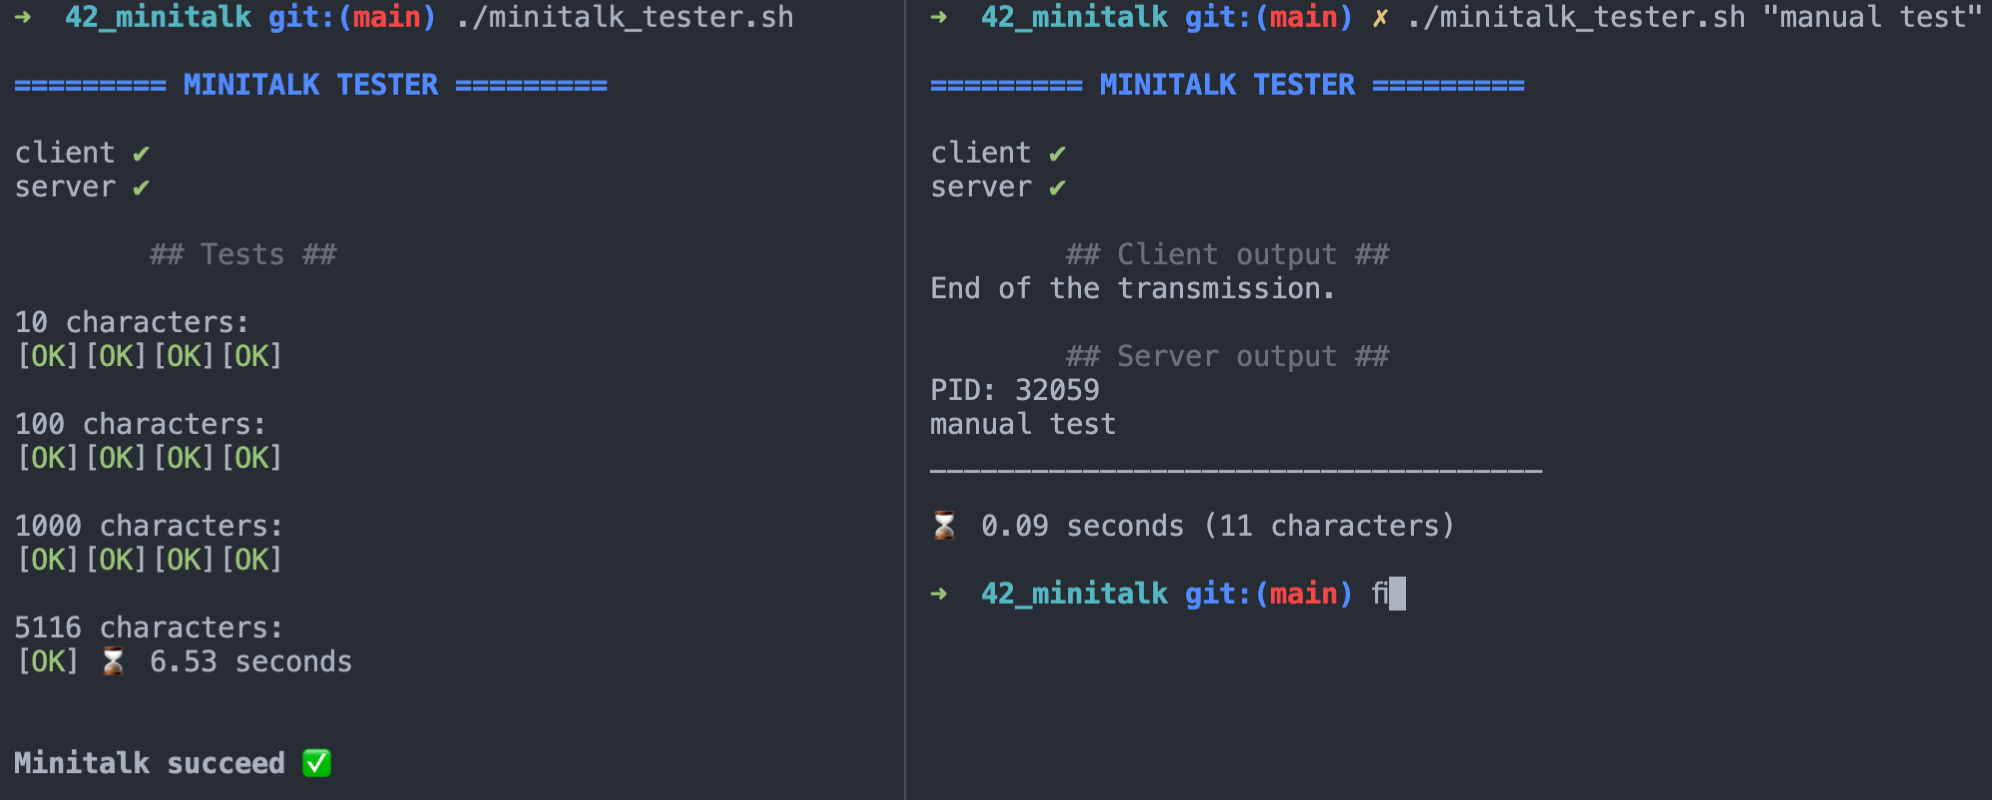 ➜  42_minitalk git:(main) ./minitalk_tester.sh
========= MINITALK TESTER =========
client ✔
server ✔
## Tests ##
10 characters:
[OK][OK][OK][OK]
100 characters:
[OK][OK][OK][OK]
1000 characters:
[OK][OK][OK][OK]
5116 characters:
[OK] ⌛ 6.53 seconds
Minitalk succeed ✅
➜  42_minitalk git:(main) ✗ ./minitalk_tester.sh "manual test"
========= MINITALK TESTER =========
client ✔
server ✔
## Client output ##
End of the transmission.
## Server output ##
PID: 32059
manual test
____________________________________
⌛ 0.09 seconds (11 characters)
➜  42_minitalk git:(main) fi